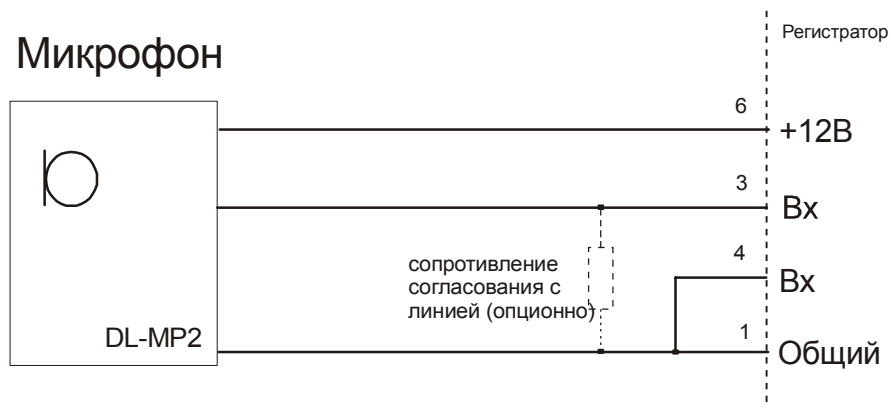 Регистратор
Микрофон
6
+12В
3
Вх
сопротивление
согласования с
линией (опционно)
4
Вх
DL-MP2
1
Общий